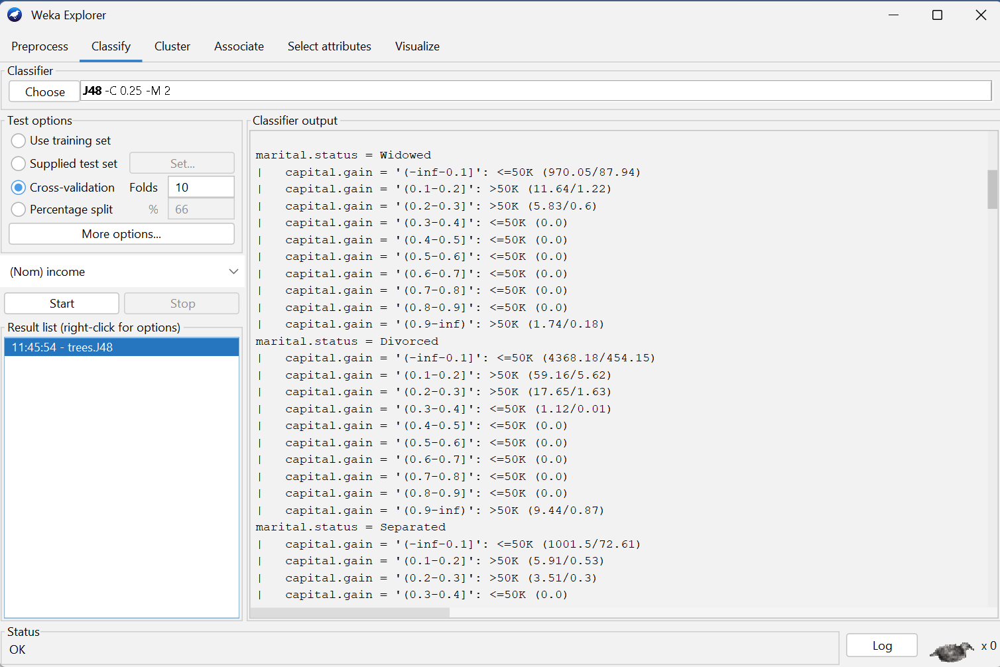 Weka Explorer
Preprocess Classify Cluster Associate Select attributes Visualize
Classifier
Choose J48 -C 0.25 -M 2
Test options
Use training set
Supplied test set Set...
Cross-validation Folds 10
Percentage split % 66
More options...
(Nom) income
Start Stop
Result list (right-click for options)
11:45:54 - trees.J48
Classifier output
marital.status = Widowed
|   capital.gain = '(-inf-0.1]': <=50K (970.05/87.94)
|   capital.gain = '(0.1-0.2]': >50K (11.64/1.22)
|   capital.gain = '(0.2-0.3]': >50K (5.83/0.6)
|   capital.gain = '(0.3-0.4]': <=50K (0.0)
|   capital.gain = '(0.4-0.5]': <=50K (0.0)
|   capital.gain = '(0.5-0.6]': <=50K (0.0)
|   capital.gain = '(0.6-0.7]': <=50K (0.0)
|   capital.gain = '(0.7-0.8]': <=50K (0.0)
|   capital.gain = '(0.8-0.9]': <=50K (0.0)
|   capital.gain = '(0.9-inf)': >50K (1.74/0.18)
marital.status = Divorced
|   capital.gain = '(-inf-0.1]': <=50K (4368.18/454.15)
|   capital.gain = '(0.1-0.2]': >50K (59.16/5.62)
|   capital.gain = '(0.2-0.3]': >50K (17.65/1.63)
|   capital.gain = '(0.3-0.4]': <=50K (1.12/0.01)
|   capital.gain = '(0.4-0.5]': <=50K (0.0)
|   capital.gain = '(0.5-0.6]': <=50K (0.0)
|   capital.gain = '(0.6-0.7]': <=50K (0.0)
|   capital.gain = '(0.7-0.8]': <=50K (0.0)
|   capital.gain = '(0.8-0.9]': <=50K (0.0)
|   capital.gain = '(0.9-inf)': >50K (9.44/0.87)
marital.status = Separated
|   capital.gain = '(-inf-0.1]': <=50K (1001.5/72.61)
|   capital.gain = '(0.1-0.2]': >50K (5.91/0.53)
|   capital.gain = '(0.2-0.3]': >50K (3.51/0.3)
|   capital.gain = '(0.3-0.4]': <=50K (0.0)
Status
OK
Log
x 0